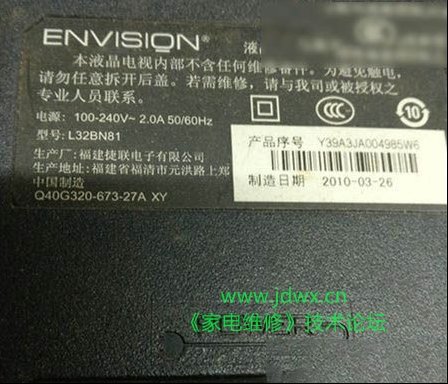 ENVISION®
液
本液晶电视内部不含任何维修备件。为避免触电,
请勿任意拆开后盖。若需维修，请与我司或被授权之
专业人员联系。
电源: 100-240V~ 2.0A 50/60Hz
型号: L32BN81
生产厂: 福建捷联电子有限公司
生产地址: 福建省福清市元洪路上郑
中国制造
Q40G320-673-27A XY
产品序号 Y39A3JA004985W6
制造日期 2010-03-26
www.jdwx.cn
《家电维修》技术论坛